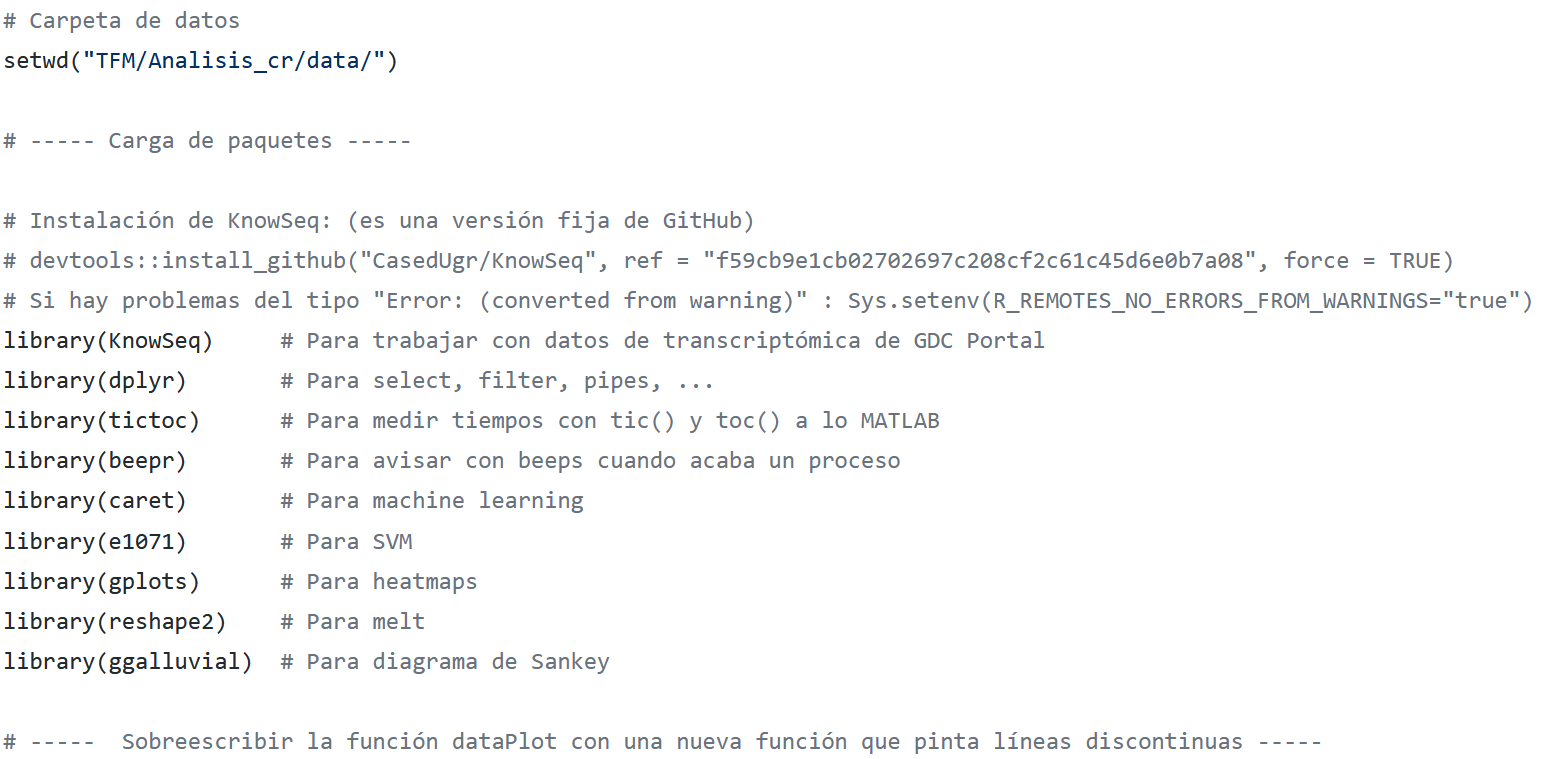 # Carpeta de datos
setwd("TFM/Analisis_cr/data/")
# ----- Carga de paquetes -----
# Instalación de KnowSeq: (es una versión fija de GitHub)
# devtools::install_github("CasedUgr/KnowSeq", ref = "f59cb9e1cb02702697c208cf2c61c45d6e0b7a08", force = TRUE)
# Si hay problemas del tipo "Error: (converted from warning)" : Sys.setenv(R_REMOTES_NO_ERRORS_FROM_WARNINGS="true")
library(KnowSeq)     # Para trabajar con datos de transcriptómica de GDC Portal
library(dplyr)       # Para select, filter, pipes, ...
library(tictoc)      # Para medir tiempos con tic() y toc() a lo MATLAB
library(beepr)       # Para avisar con beeps cuando acaba un proceso
library(caret)       # Para machine learning
library(e1071)       # Para SVM
library(gplots)      # Para heatmaps
library(reshape2)    # Para melt
library(ggalluvial)  # Para diagrama de Sankey
# -----  Sobreescribir la función dataPlot con una nueva función que pinta líneas discontinuas -----